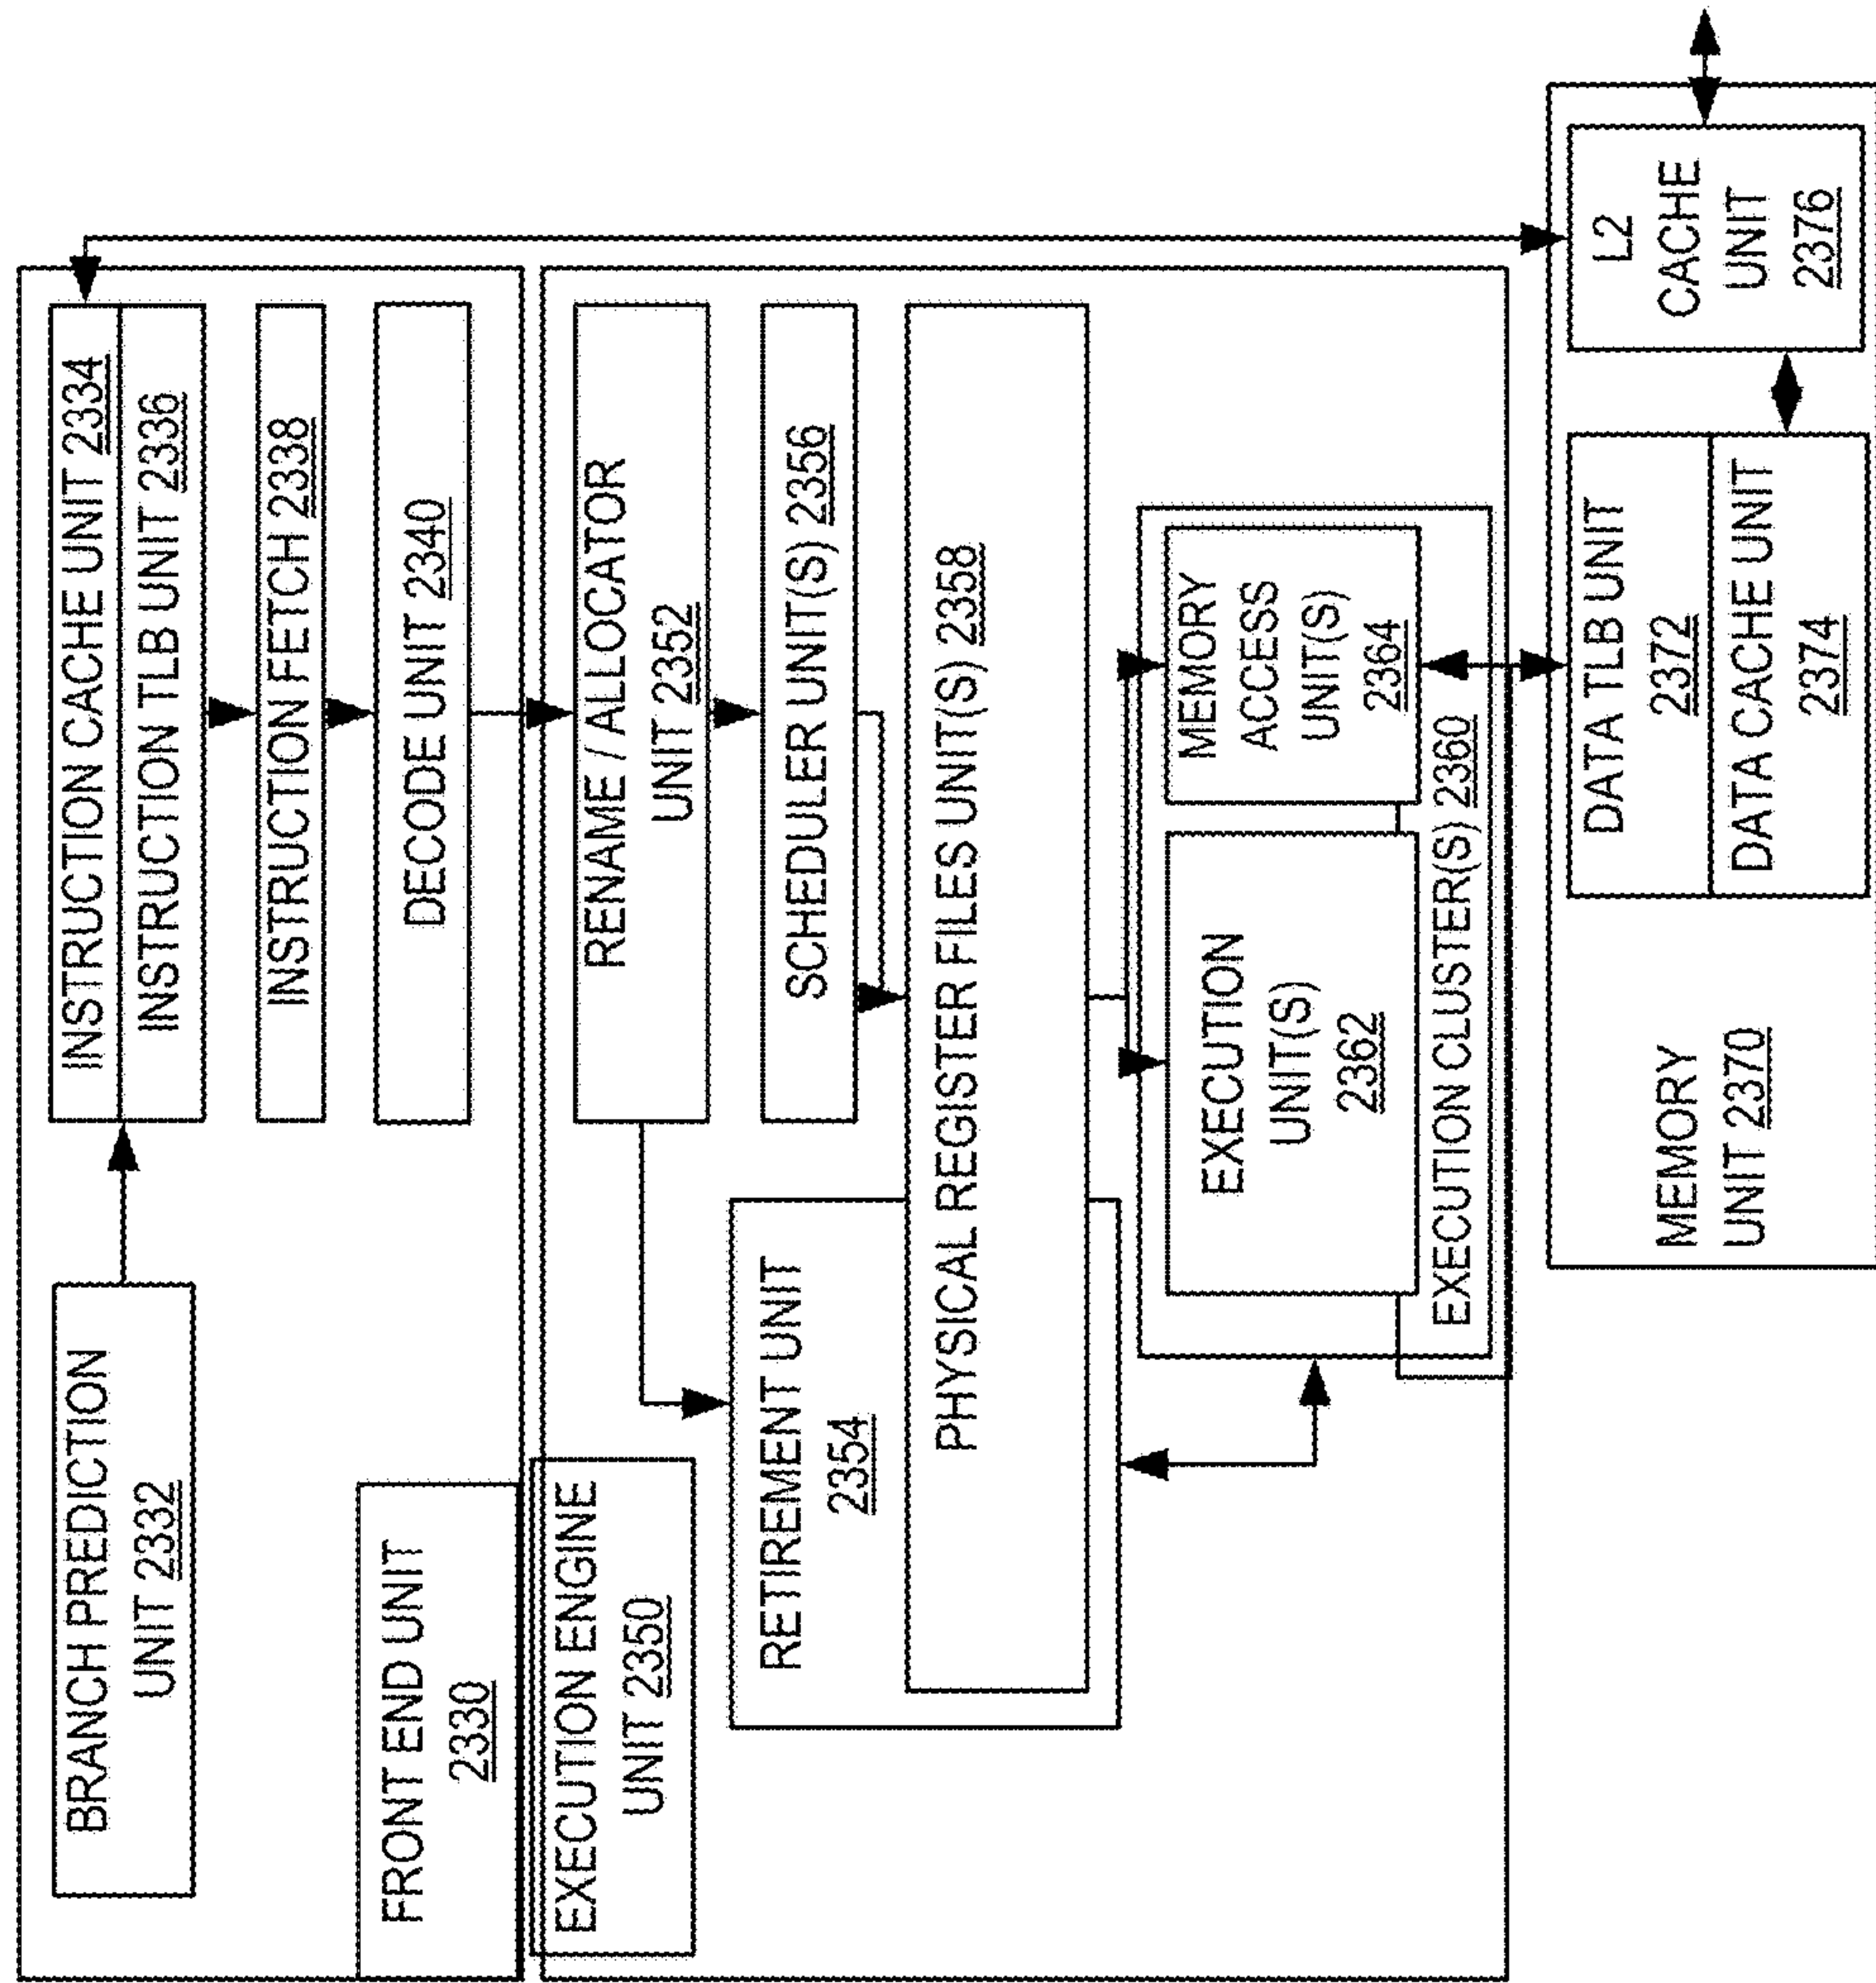 BRANCH PREDICTION
UNIT 2332
INSTRUCTION CACHE UNIT 2334
INSTRUCTION TLB UNIT 2336
INSTRUCTION FETCH 2338
DECODE UNIT 2340
FRONT END UNIT
2330
EXECUTION ENGINE
UNIT 2350
RENAME / ALLOCATOR
UNIT 2352
RETIREMENT UNIT
2354
SCHEDULER UNIT(S) 2356
PHYSICAL REGISTER FILES UNIT(S) 2358
EXECUTION
UNIT(S)
2362
MEMORY
ACCESS
UNIT(S)
2364
EXECUTION CLUSTER(S) 2360
MEMORY
UNIT 2370
DATA TLB UNIT
2372
DATA CACHE UNIT
2374
L2
CACHE
UNIT
2376